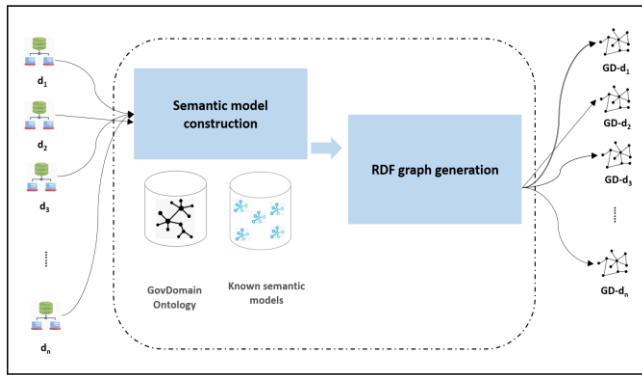 d1
d2
d3
dn
Semantic model
construction
GovDomain
Ontology
Known semantic
models
RDF graph generation
GD-d1
GD-d2
GD-d3
GD-dn